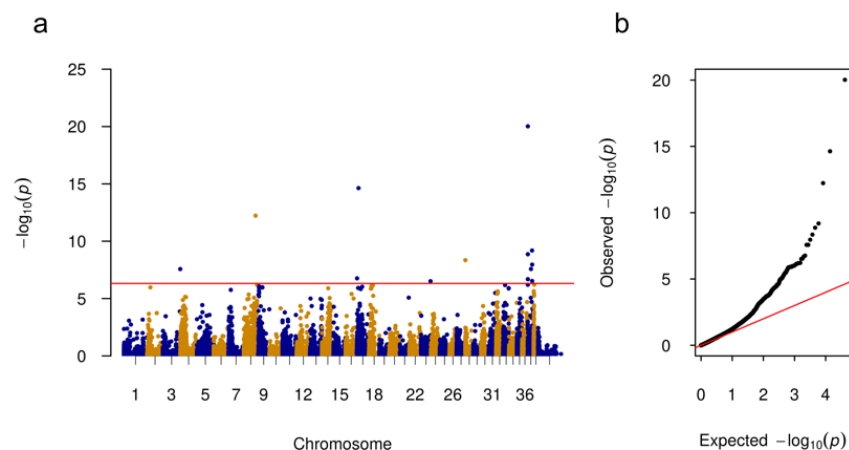 a
b
25
20
15
10
5
0
−log₁₀(p)
1 3 5 7 9 12 15 18 22 26 31 36
Chromosome
20
15
10
5
0
Observed −log₁₀(p)
0 1 2 3 4
Expected −log₁₀(p)